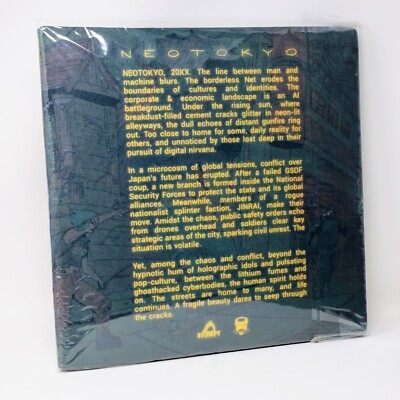 NEOTOKYO
NEOTOKYO, 20XX. The line between man and
machine blurs. The borderless Net erodes the
boundaries of cultures and identities. The
corporate & economic landscape is an AI
battleground. Under the rising sun, where
breakdust-filled cement cracks glitter in neon-lit
alleyways, the dull echoes of distant gunfire ring
out. Too close to home for some, daily reality for
others, and unnoticed by those lost deep in their
pursuit of digital nirvana.
In a microcosm of global tensions, conflict over
Japan's future has erupted. After a failed GSDF
coup, a new branch is formed inside the National
Security Forces to protect the state and its global
alliances. Meanwhile, members of a rogue
nationalist splinter faction, JINRAI, make their
move. Amidst the chaos, public safety orders echo
from drones overhead and soldiers clear key
strategic areas of the city, sparking civil unrest. The
situation is volatile.
Yet, among the chaos and conflict, beyond the
hypnotic hum of holographic idols and pulsating
pop-culture, between the lithium fumes and
ghosthacked cyberbodies, the human spirit holds
on. The streets are home to many, and life
continues. A fragile beauty dares to seep through
the cracks.